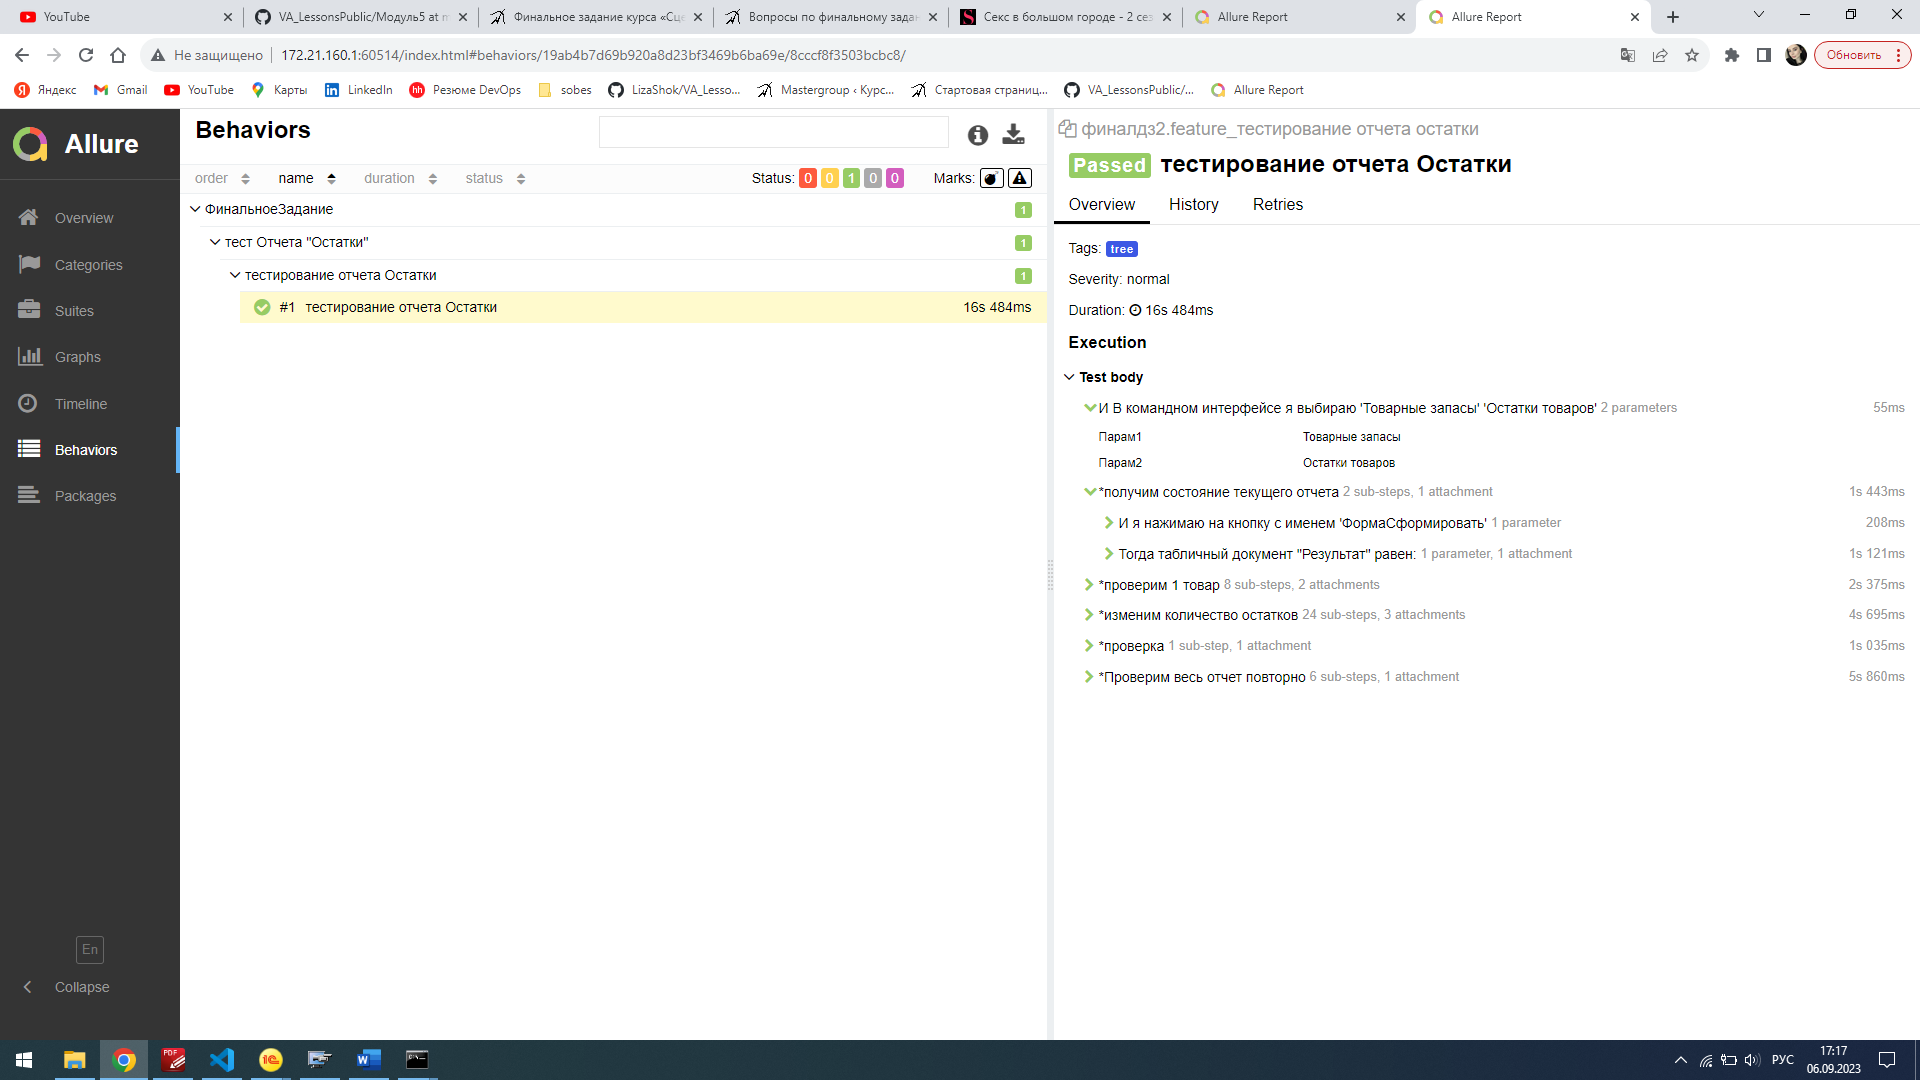 YouTube
VA_LessonsPublic/Модуль5 at m
Финальное задание курса «Сце
Вопросы по финальному задан
Секс в большом городе - 2 сез
Allure Report
Allure Report
Не защищено
172.21.160.1:60514/index.html#behaviors/19ab4b7d69b920a8d23bf3469b6ba69e/8cccf8f3503bcbc8/
Обновить
Яндекс
Gmail
YouTube
Карты
LinkedIn
Резюме DevOps
sobes
LizaShok/VA_Lesso...
Mastergroup ‹ Курс...
Стартовая страниц...
VA_LessonsPublic/...
Allure Report
Allure
Overview
Categories
Suites
Graphs
Timeline
Behaviors
Packages
En
Collapse
Behaviors
order name duration status
Status: 0 0 1 0 0 Marks:
ФинальноеЗадание 1
тест Отчета "Остатки" 1
тестирование отчета Остатки 1
#1 тестирование отчета Остатки 16s 484ms
финалдз2.feature_тестирование отчета остатки
Passed тестирование отчета Остатки
Overview History Retries
Tags: tree
Severity: normal
Duration: 16s 484ms
Execution
Test body
И В командном интерфейсе я выбираю 'Товарные запасы' 'Остатки товаров' 2 parameters 55ms
Парам1 Товарные запасы
Парам2 Остатки товаров
*получим состояние текущего отчета 2 sub-steps, 1 attachment 1s 443ms
И я нажимаю на кнопку с именем 'ФормаСформировать' 1 parameter 208ms
Тогда табличный документ "Результат" равен: 1 parameter, 1 attachment 1s 121ms
*проверим 1 товар 8 sub-steps, 2 attachments 2s 375ms
*изменим количество остатков 24 sub-steps, 3 attachments 4s 695ms
*проверка 1 sub-step, 1 attachment 1s 035ms
*Проверим весь отчет повторно 6 sub-steps, 1 attachment 5s 860ms
РУС
17:17
06.09.2023